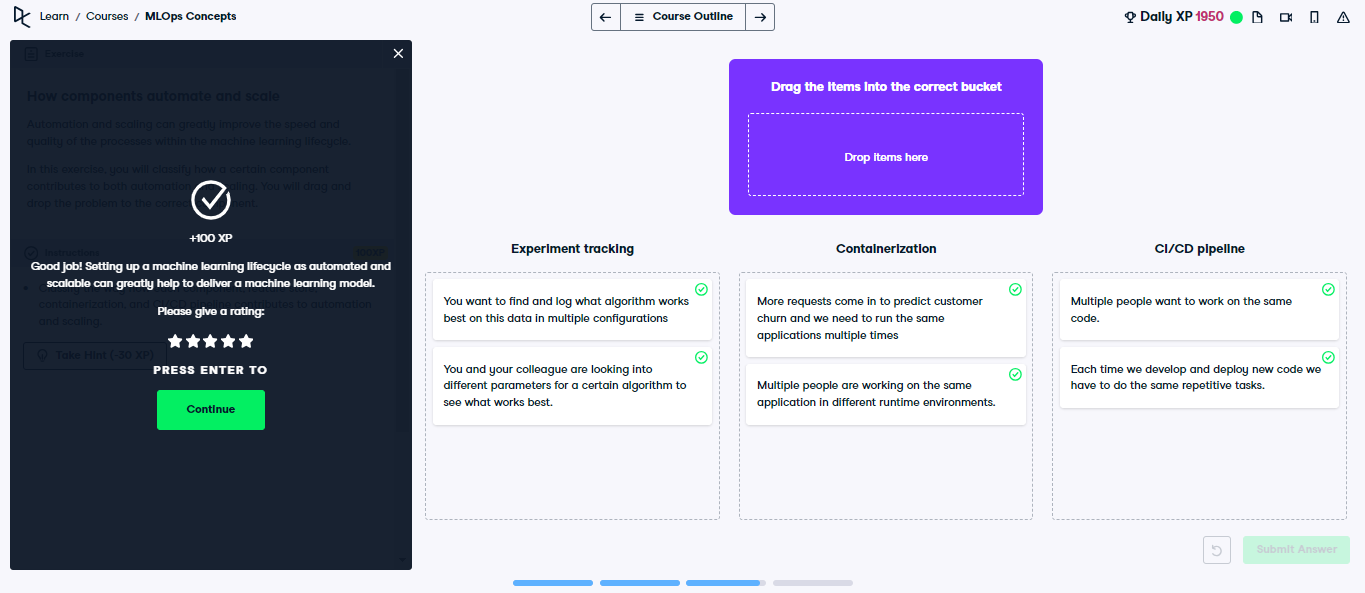 Learn / Courses / MLOps Concepts
Course Outline
Daily XP 1950
Exercise
How components automate and scale
Automation and scaling can greatly improve the speed and
quality of the processes within the machine learning lifecycle.
In this exercise, you will classify how a certain component
contributes to both automation
You will drag and
drop the problem to the
+100 XP
Instructions
100XP
Good job! Setting up a machine learning lifecycle as automated and
scalable can greatly help to deliver a machine learning model.
containerization, and CI/CD pipeline contributes to automation
and scaling.
Please give a rating:
Take Hint (-30 XP)
PRESS ENTER TO
Continue
Drag the items into the correct bucket
Drop items here
Experiment tracking
You want to find and log what algorithm works
best on this data in multiple configurations
You and your colleague are looking into
different parameters for a certain algorithm to
see what works best.
Containerization
More requests come in to predict customer
churn and we need to run the same
applications multiple times
Multiple people are working on the same
application in different runtime environments.
CI/CD pipeline
Multiple people want to work on the same
code.
Each time we develop and deploy new code we
have to do the same repetitive tasks.
Submit Answer